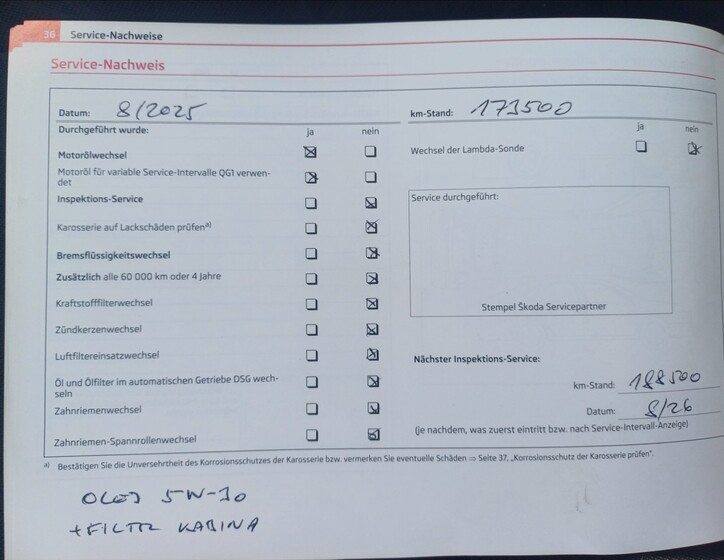 36 Service-Nachweise
Service-Nachweis
Datum: 8/2025
km-Stand: 173500
Durchgeführt wurde: ja nein
ja nein
Motorölwechsel
Wechsel der Lambda-Sonde
Motoröl für variable Service-Intervalle QG1 verwen-
det
Inspektions-Service
Service durchgeführt:
Karosserie auf Lackschäden prüfena)
Bremsflüssigkeitswechsel
Zusätzlich alle 60 000 km oder 4 Jahre
Kraftstofffilterwechsel
Stempel Škoda Servicepartner
Zündkerzenwechsel
Luftfiltereinsatzwechsel
Nächster Inspektions-Service:
Öl und Ölfilter im automatischen Getriebe DSG wech-
seln
km-Stand: 188500
Zahnriemenwechsel
Datum: 8/26
(je nachdem, was zuerst eintritt bzw. nach Service-Intervall-Anzeige)
Zahnriemen-Spannrollenwechsel
a) Bestätigen Sie die Unversehrtheit des Korrosionsschutzes der Karosserie bzw. vermerken Sie eventuelle Schäden ⇒ Seite 37, „Korrosionsschutz der Karosserie prüfen".
OLEJ 5W-30
+ FILTR KABINA